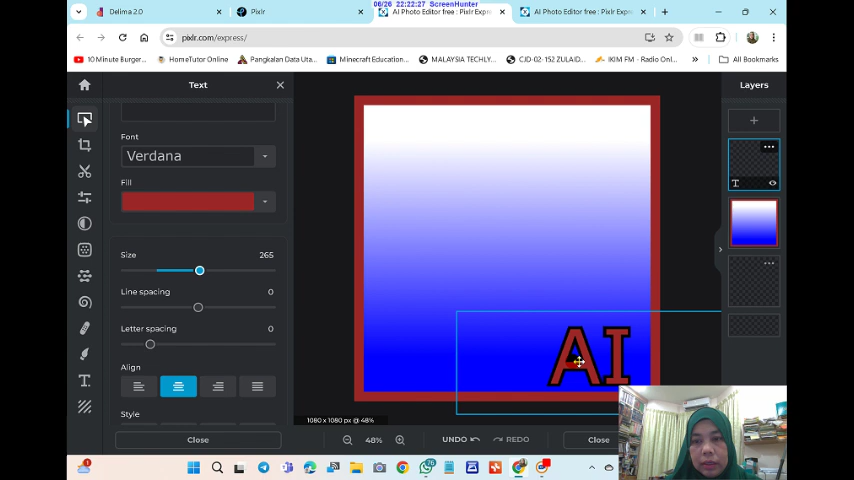 06/26 22:22:27 ScreenHunter
Delima 2.0
Pixlr
AI Photo Editor free : Pixlr Expre
AI Photo Editor free : Pixlr Expre
pixlr.com/express/
10 Minute Burger...
HomeTutor Online
Pangkalan Data Uta...
Minecraft Education...
MALAYSIA TECHLY...
CJD-02-152 ZULAID...
IKIM FM - Radio Onl...
All Bookmarks
Text
Layers
Font
Verdana
Fill
Size
265
Line spacing
0
Letter spacing
0
Align
Style
Close
AI
T
1080 x 1080 px @ 48%
48%
UNDO
REDO
Close